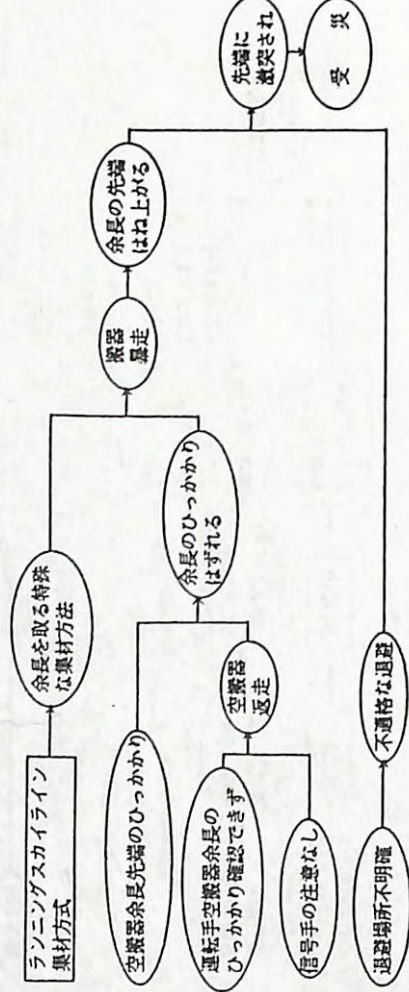 ランニングスカイライン
集材方式
余長を取る特殊
な集材方法
空搬器余長先端のひっかかり
運転手空搬器余長の
ひっかかり確認できず
信号手の注意なし
空搬器
返走
余長のひっかかり
はずれる
搬器
暴走
余長の先端
はね上がる
退避場所不明確
不適格な退避
先端に
激突され
受　災